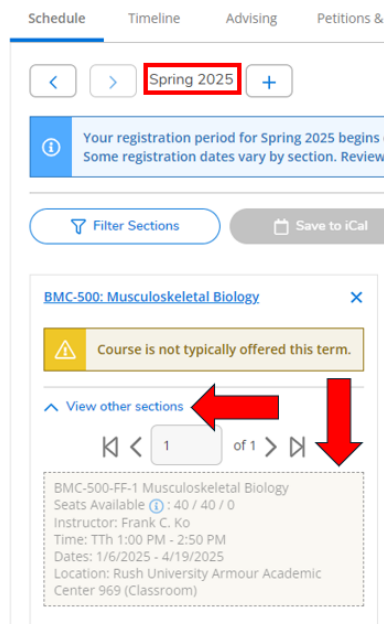 Schedule Timeline Advising Petitions &
Spring 2025
Your registration period for Spring 2025 begins
Some registration dates vary by section. Review
Filter Sections Save to iCal
BMC-500: Musculoskeletal Biology
Course is not typically offered this term.
View other sections
1 of 1
BMC-500-FF-1 Musculoskeletal Biology
Seats Available : 40 / 40 / 0
Instructor: Frank C. Ko
Time: TTh 1:00 PM - 2:50 PM
Dates: 1/6/2025 - 4/19/2025
Location: Rush University Armour Academic
Center 969 (Classroom)